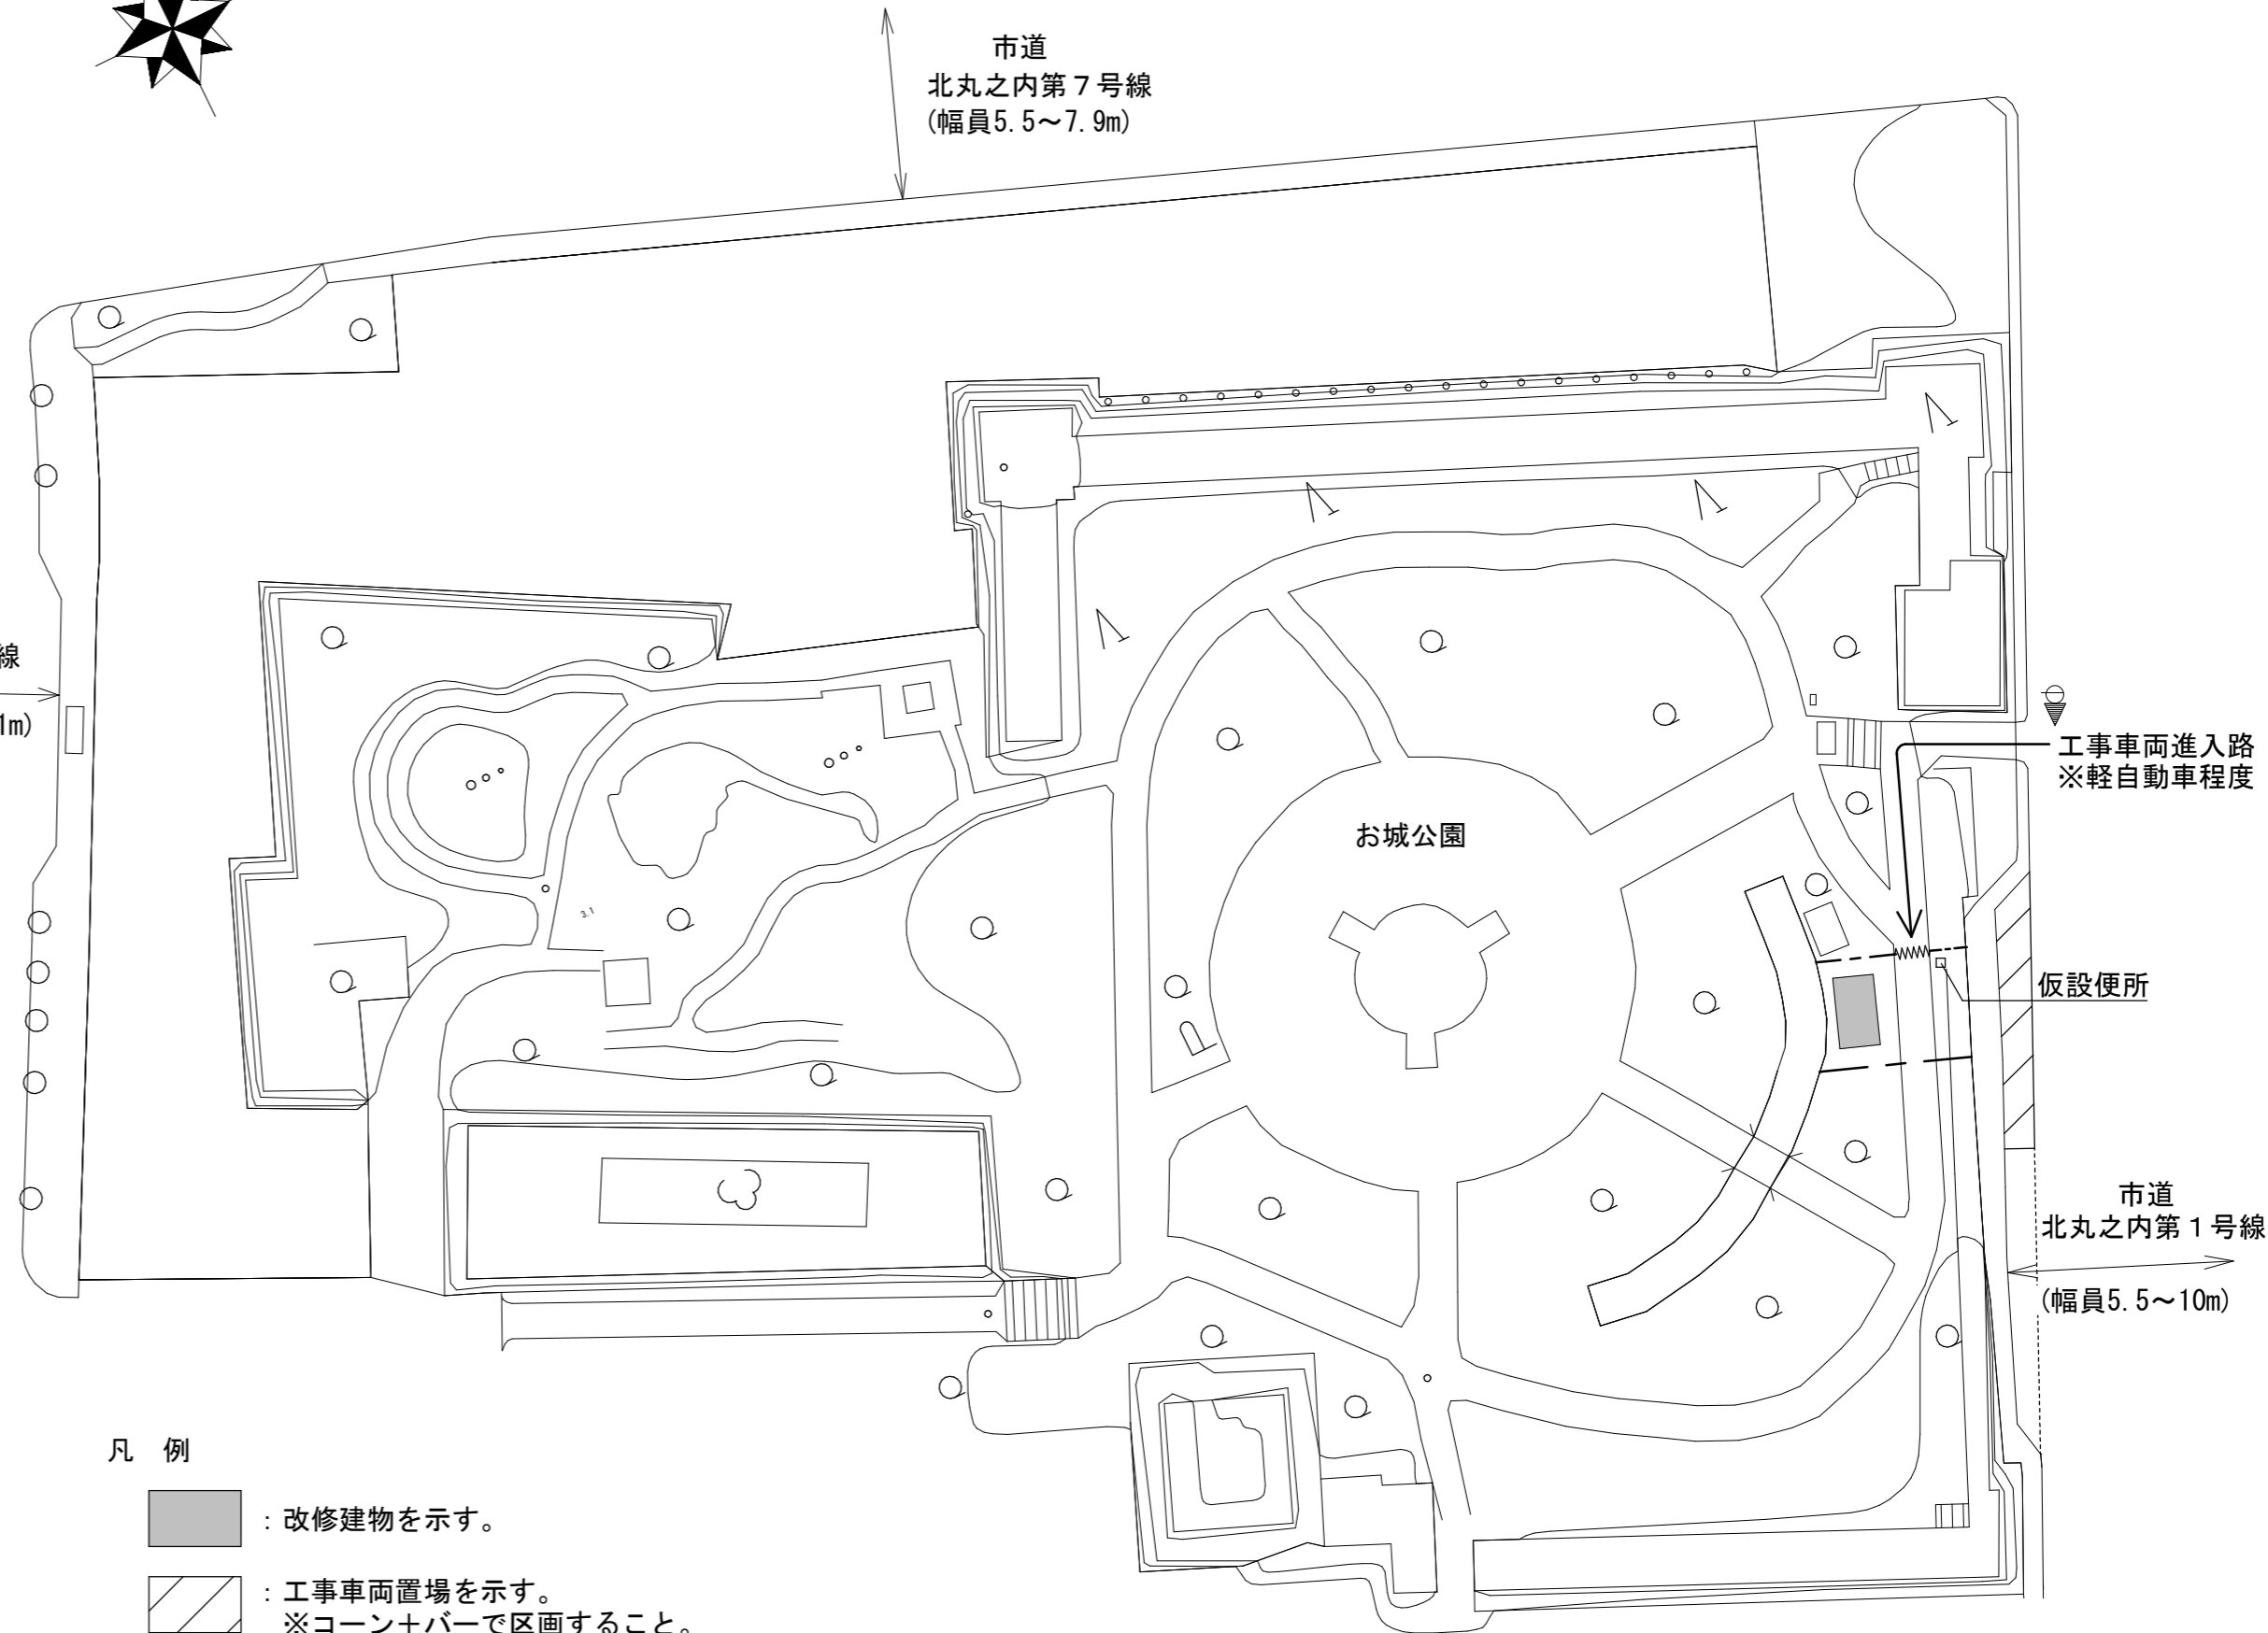 市道
北丸之内第７号線
(幅員5.5～7.9m)
線
1m)
工事車両進入路
※軽自動車程度
お城公園
3.1
仮設便所
市道
北丸之内第１号線
(幅員5.5～10m)
凡　例
：改修建物を示す。
：工事車両置場を示す。
※コーン＋バーで区画すること。